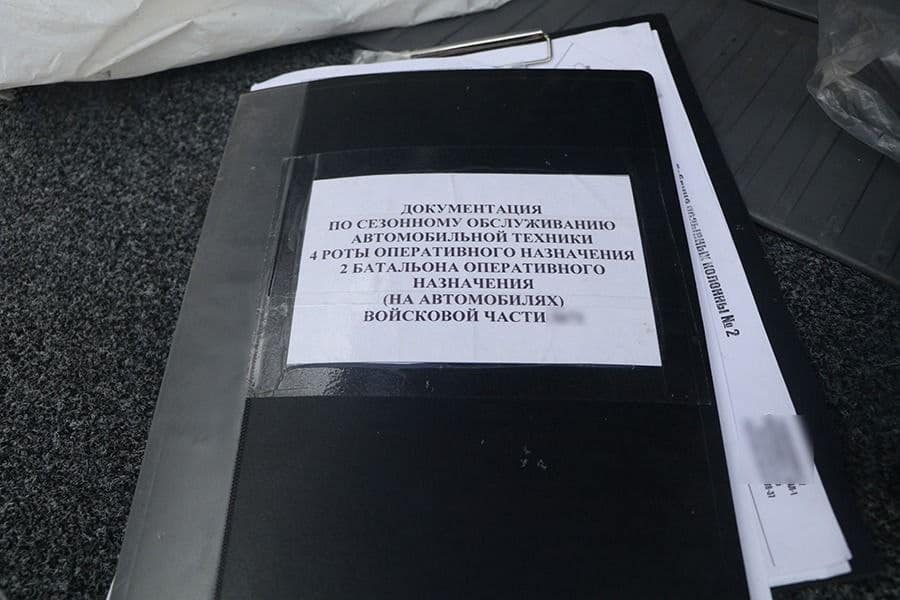 ДОКУМЕНТАЦИЯ
ПО СЕЗОННОМУ ОБСЛУЖИВАНИЮ
АВТОМОБИЛЬНОЙ ТЕХНИКИ
4 РОТЫ ОПЕРАТИВНОГО НАЗНАЧЕНИЯ
2 БАТАЛЬОНА ОПЕРАТИВНОГО
НАЗНАЧЕНИЯ
(НА АВТОМОБИЛЯХ)
ВОЙСКОВОЙ ЧАСТИ
позывных колонны № 2